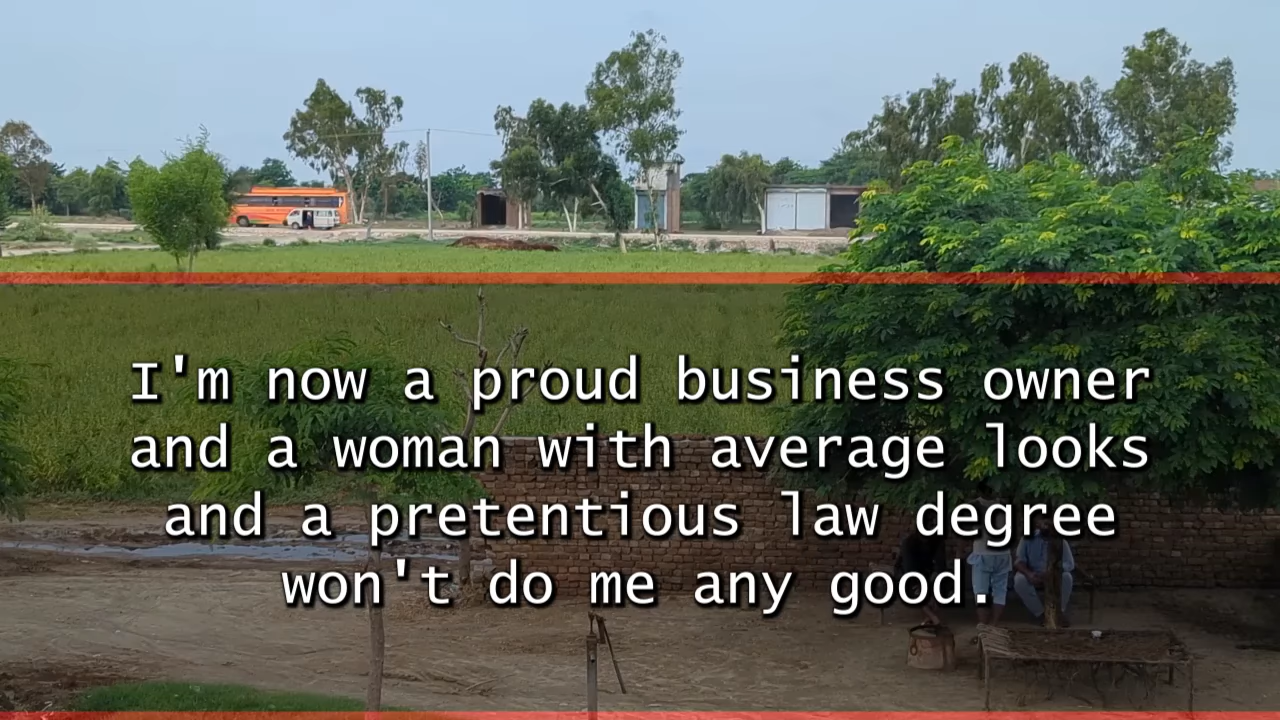 I'm now a proud business owner
and a woman with average looks
and a pretentious law degree
won't do me any good.